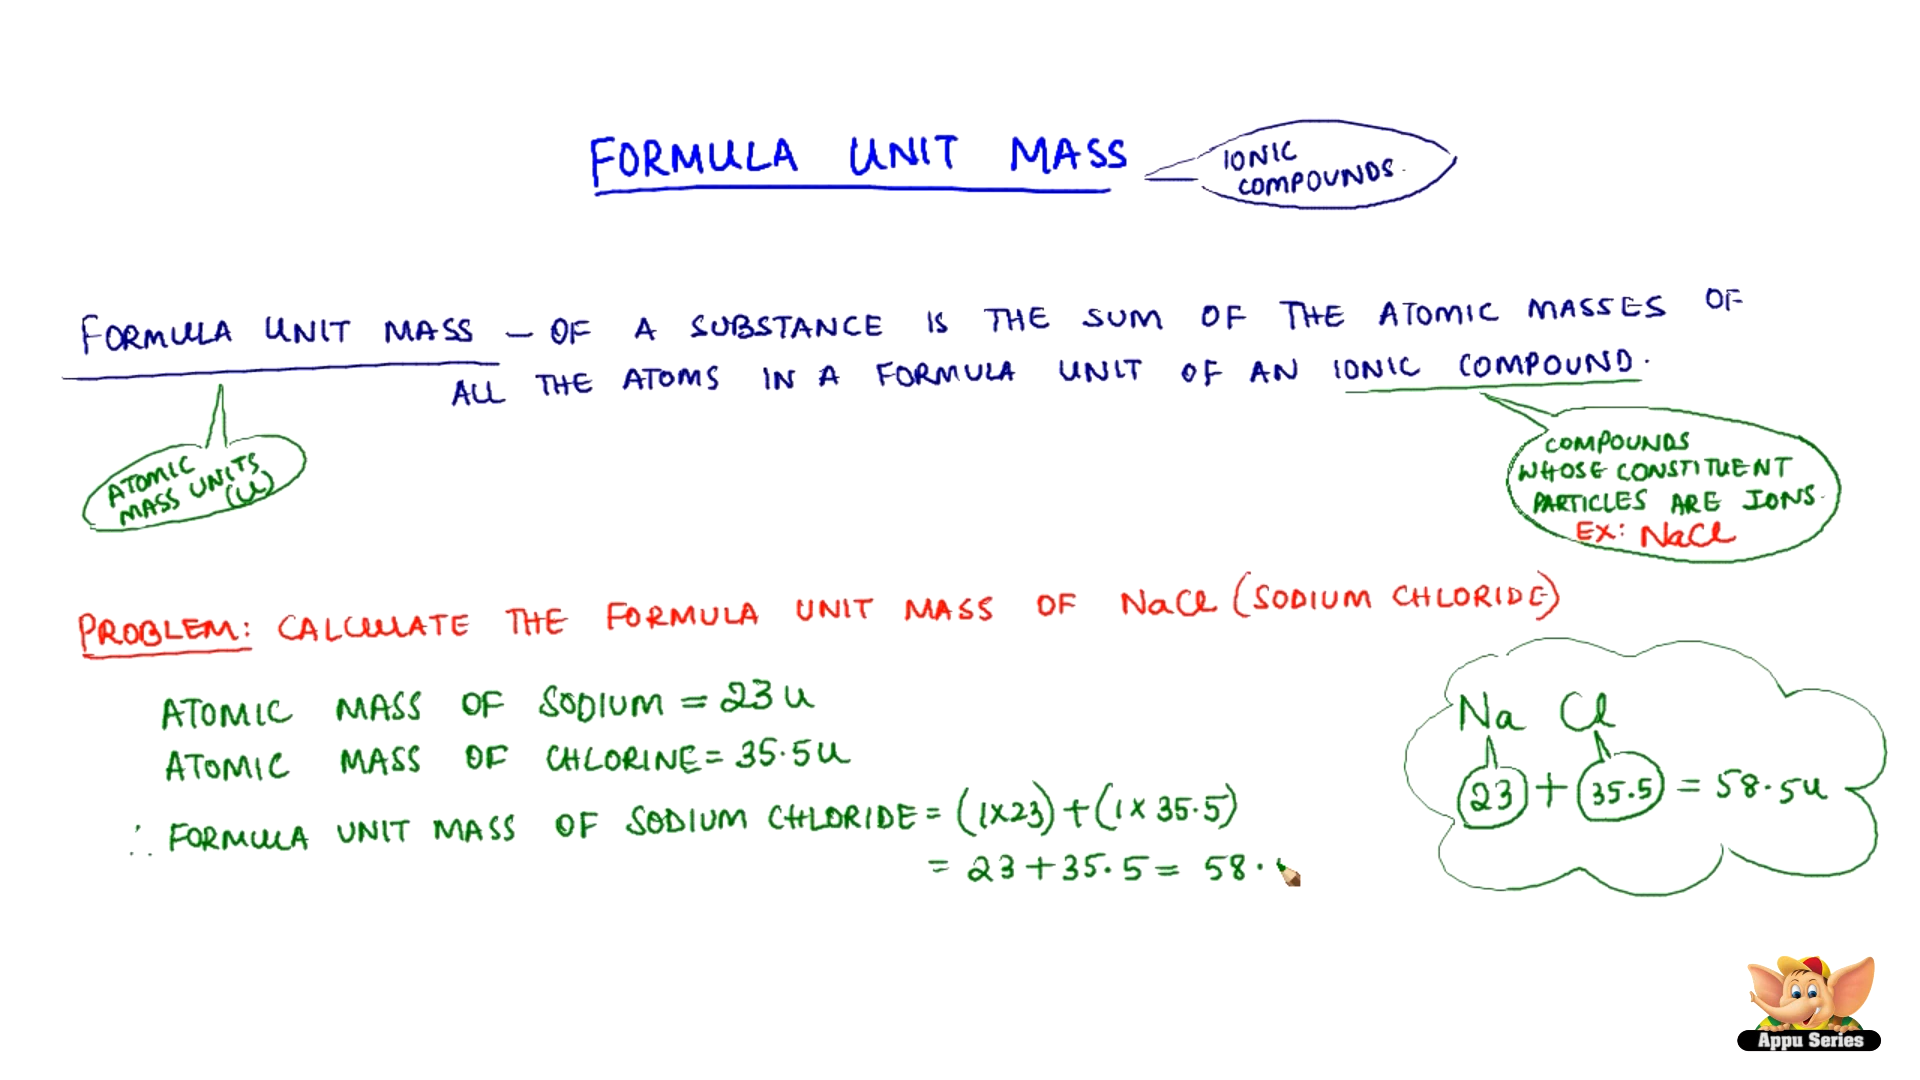 FORMULA UNIT MASS
IONIC
COMPOUNDS.
FORMULA UNIT MASS – OF A SUBSTANCE IS THE SUM OF THE ATOMIC MASSES OF
ALL THE ATOMS IN A FORMULA UNIT OF AN IONIC COMPOUND.
ATOMIC
MASS UNITS
(u)
COMPOUNDS
WHOSE CONSTITUENT
PARTICLES ARE IONS.
EX: NaCl
PROBLEM: CALCULATE THE FORMULA UNIT MASS OF NaCl (SODIUM CHLORIDE)
ATOMIC MASS OF SODIUM = 23 u
ATOMIC MASS OF CHLORINE = 35.5u
∴ FORMULA UNIT MASS OF SODIUM CHLORIDE = (1×23) + (1×35.5)
= 23 + 35.5 = 58.
Na Cl
23 + 35.5 = 58.5u
Appu Series